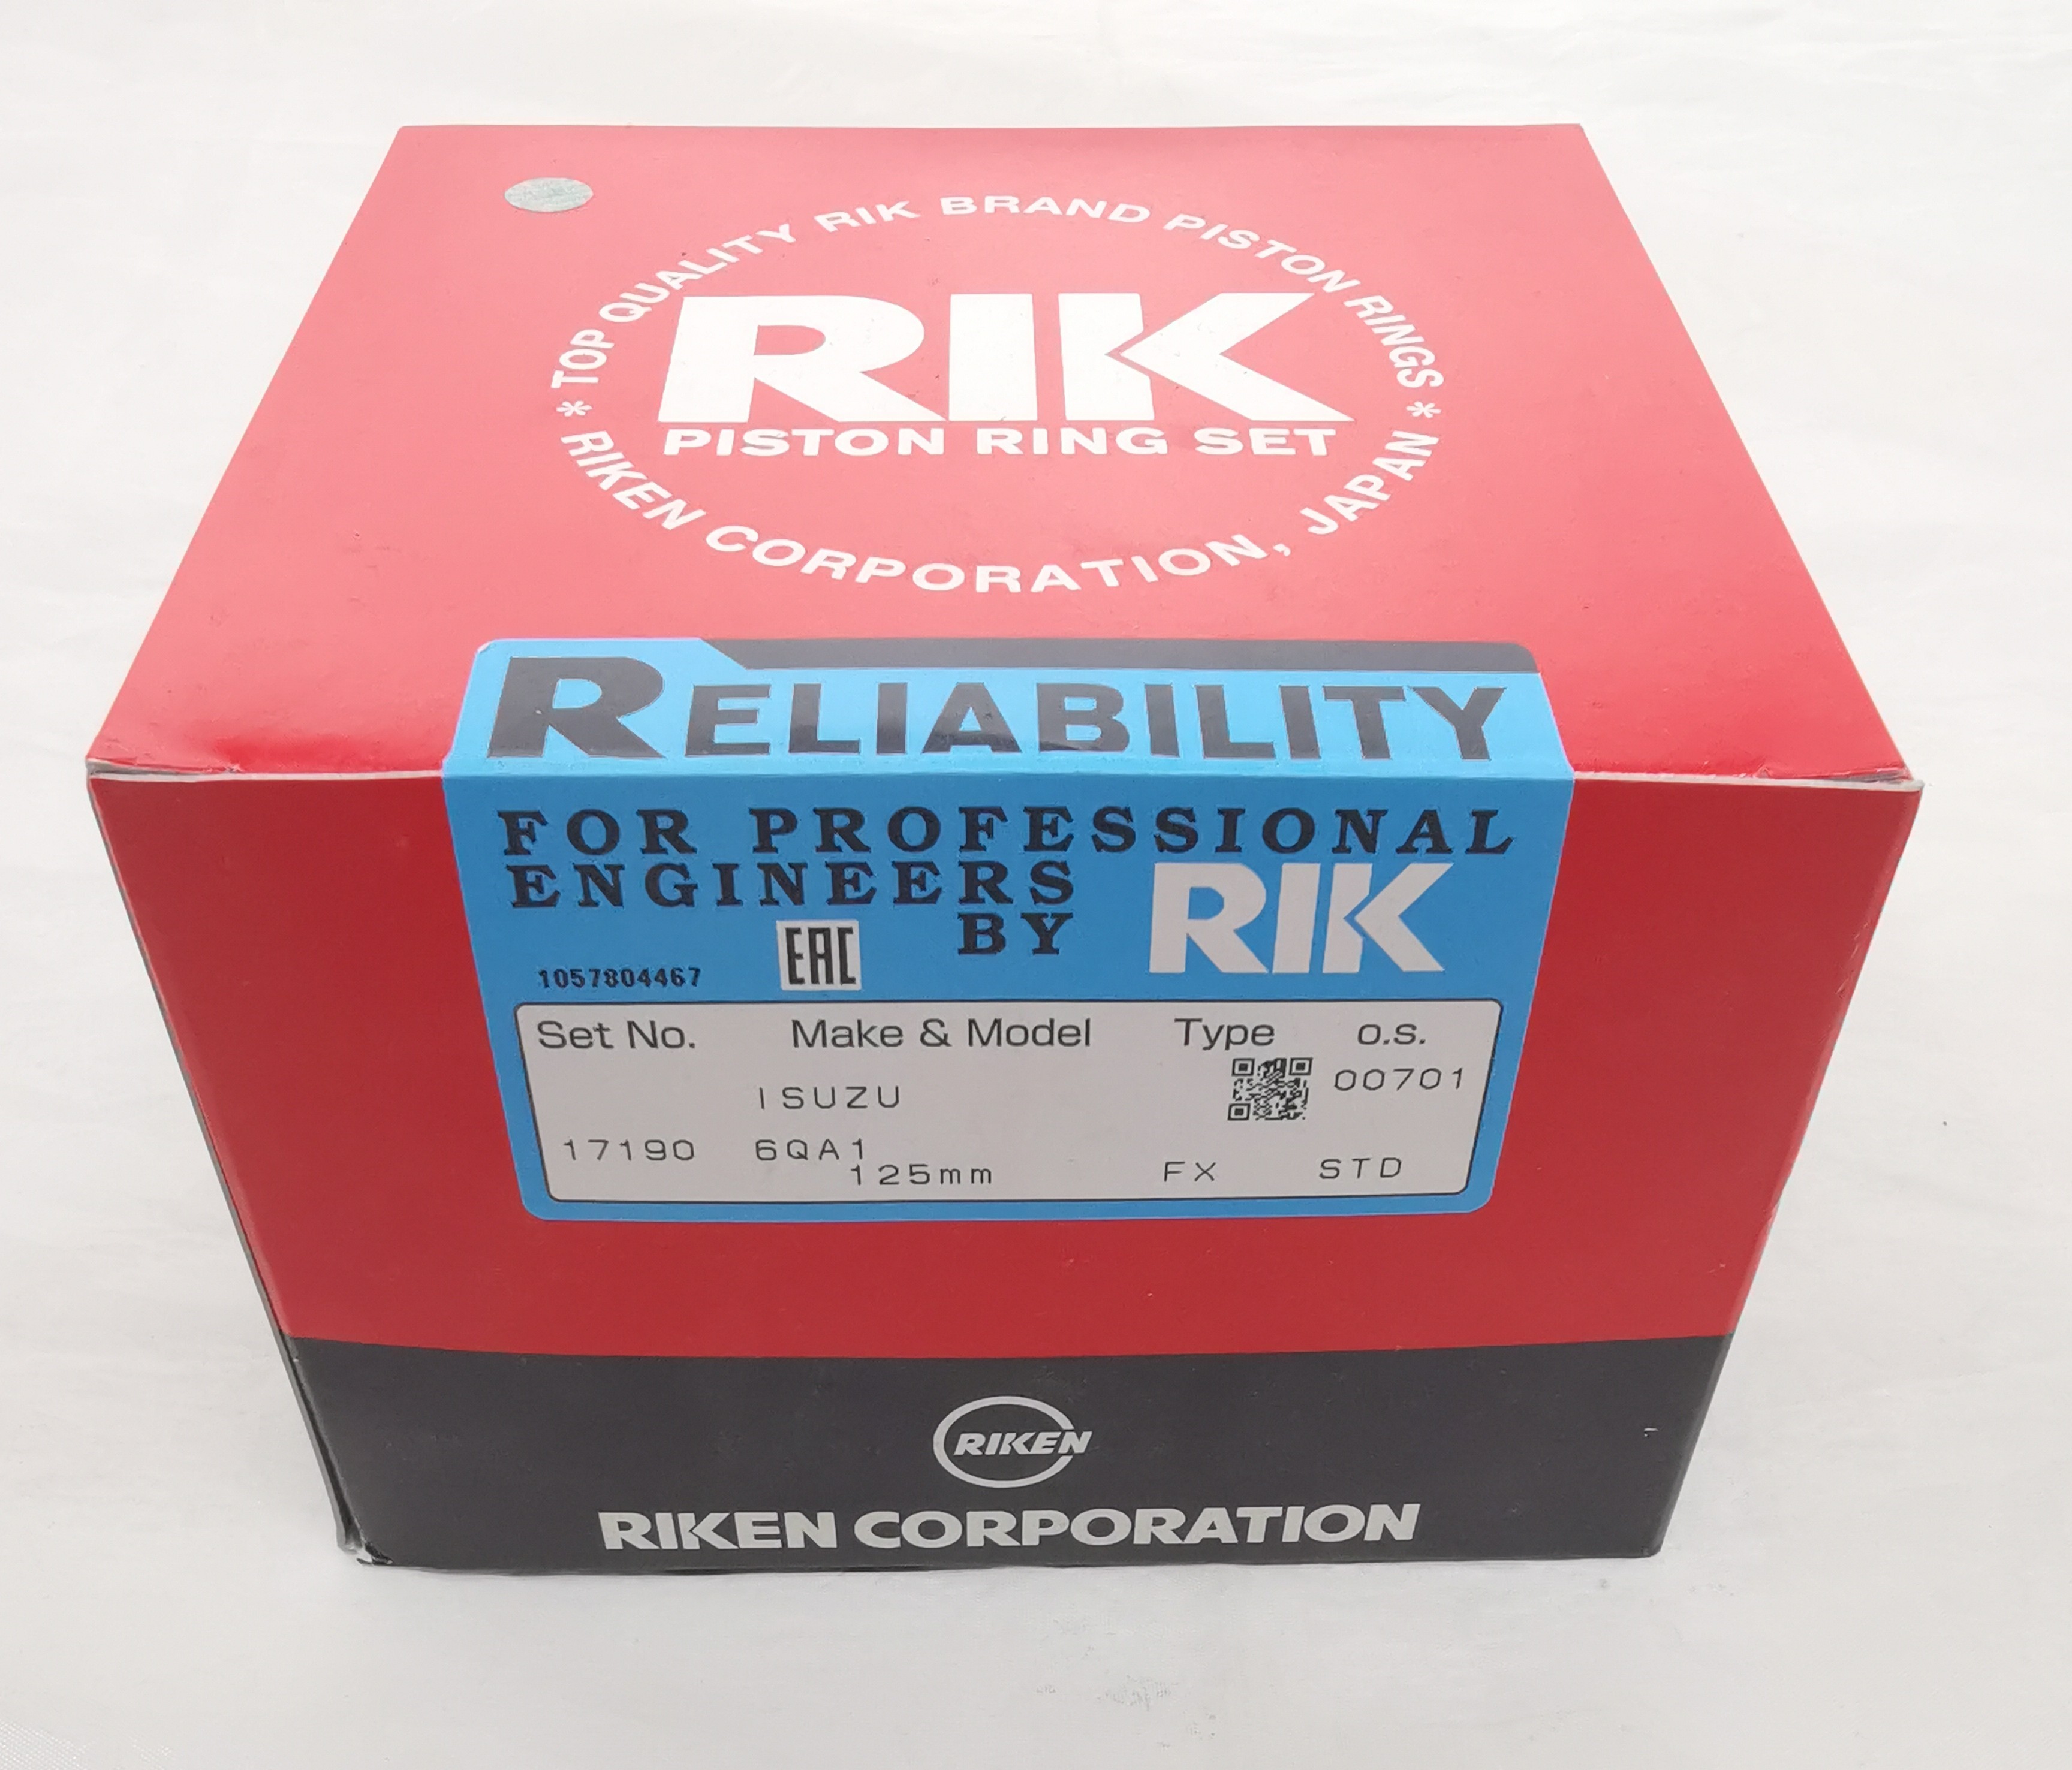 * TOP QUALITY RIK BRAND PISTON RINGS *
RIK
PISTON RING SET
RIKEN CORPORATION, JAPAN
RELIABILITY
FOR PROFESSIONAL
ENGINEERS
BY RIK
EAC
1057804467
Set No. Make & Model Type O.S.
00701
ISUZU
17190 6QA1
125mm FX STD
RIKEN
RIKEN CORPORATION